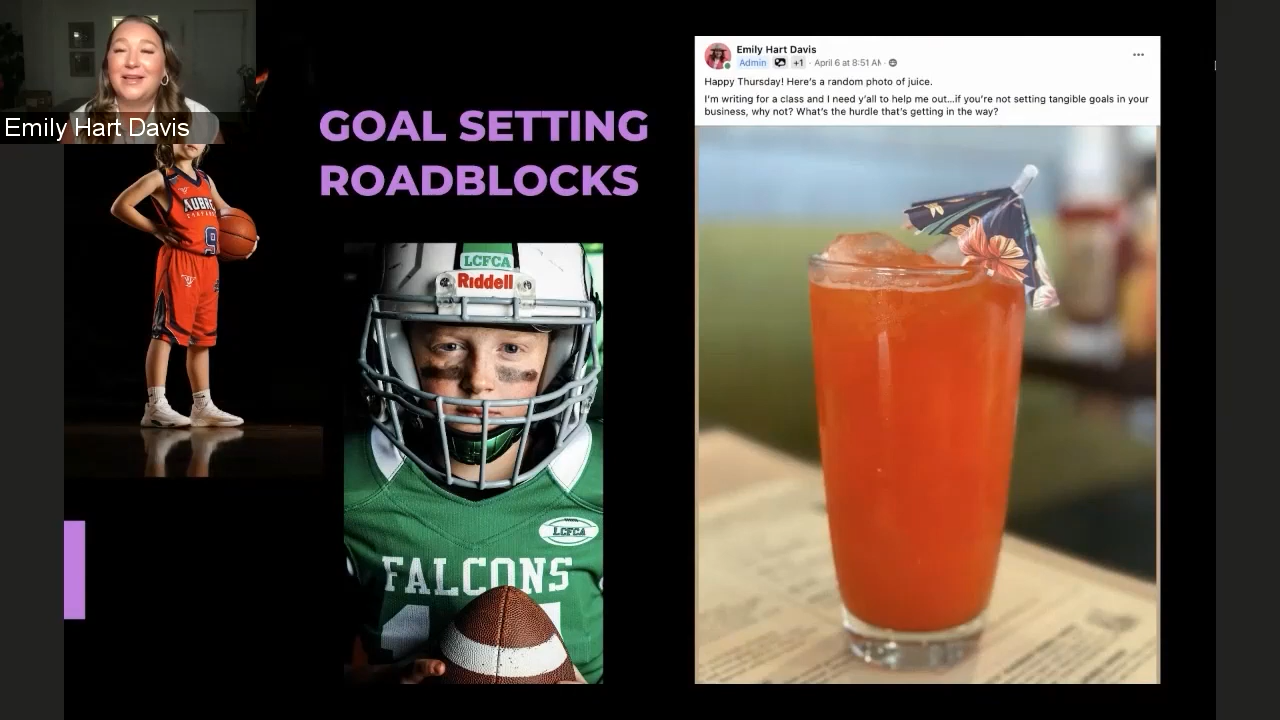 Emily Hart Davis
GOAL SETTING
ROADBLOCKS
LCFCA
Riddell
LCFCA
FALCONS
Emily Hart Davis
Admin +1 · April 6 at 8:51 AM ·
Happy Thursday! Here's a random photo of juice.
I'm writing for a class and I need y'all to help me out...if you're not setting tangible goals in your
business, why not? What's the hurdle that's getting in the way?